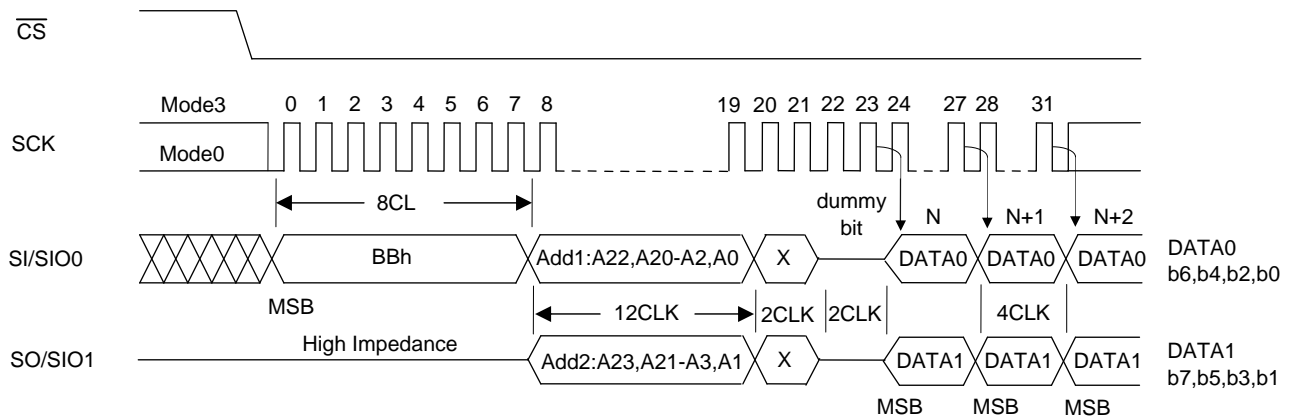 CS
Mode3
0 1 2 3 4 5 6 7 8 19 20 21 22 23 24 27 28 31
SCK
Mode0
8CL
dummy
bit
N N+1 N+2
SI/SIO0
BBh
Add1:A22,A20-A2,A0
X
DATA0 DATA0 DATA0
DATA0
b6,b4,b2,b0
MSB
12CLK 2CLK 2CLK 4CLK
High Impedance
SO/SIO1
Add2:A23,A21-A3,A1
X
DATA1 DATA1 DATA1
DATA1
b7,b5,b3,b1
MSB MSB MSB